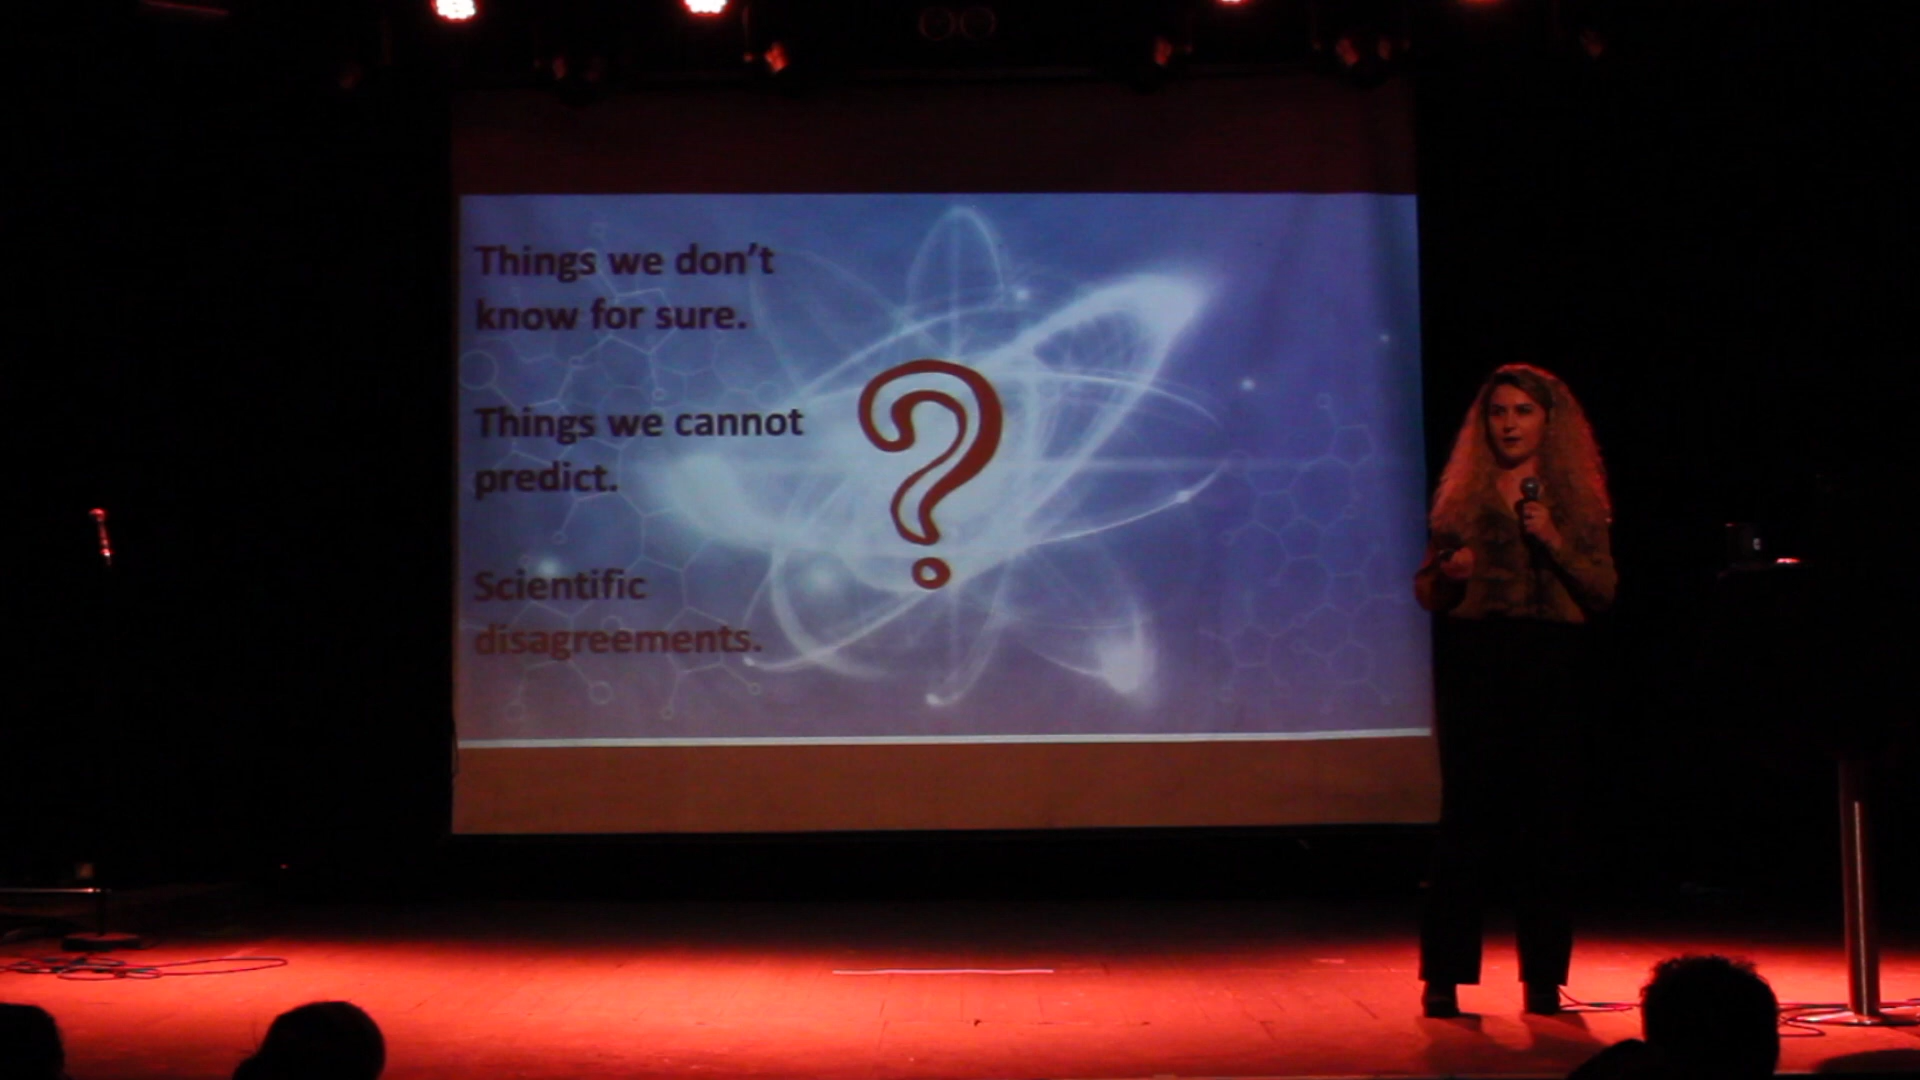 Things we don’t
know for sure.
Things we cannot
predict.
Scientific
disagreements.